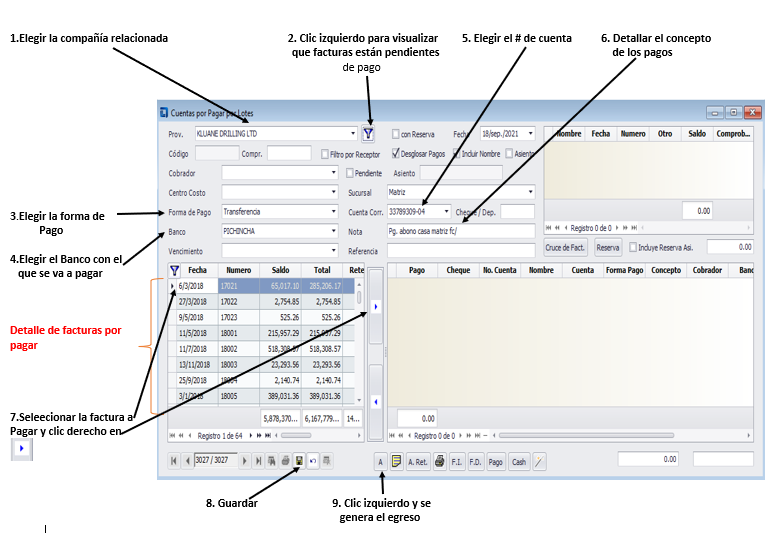 1.Elegir la compañía relacionada
2. Clic izquierdo para visualizar
que facturas están pendientes
de pago
5. Elegir el # de cuenta
6. Detallar el concepto
de los pagos
Cuentas por Pagar por Lotes
Prov. KLUANE DRILLING LTD con Reserva Fecha 18/sep./2021
Código Compr. Filtro por Receptor Desglosar Pagos Incluir Nombre Asiento
Cobrador Pendiente Asiento
Centro Costo Sucursal Matriz
Forma de Pago Transferencia Cuenta Corr. 33789309-04 Cheque / Dep.
Banco PICHINCHA Nota Pg. abono casa matriz fc/
Vencimiento Referencia
Nombre Fecha Numero Otro Saldo Comprob...
0.00
Registro 0 de 0
Cruce de Fact. Reserva Incluye Reserva Asi. 0.00
3.Elegir la forma de
Pago
4.Elegir el Banco con el
que se va a pagar
Detalle de facturas por
pagar
7.Seleecionar la factura a
Pagar y clic derecho en
Fecha Numero Saldo Total Rete
6/3/2018 17021 65,017.10 285,206.17
27/3/2018 17022 2,754.85 2,754.85
9/5/2018 17023 525.26 525.26
11/5/2018 18001 215,957.29 215,957.29
11/7/2018 18002 518,308.57 518,308.57
13/11/2018 18003 23,293.56 23,293.56
25/9/2018 18004 2,140.74 2,140.74
3/1/2018 18005 389,031.36 389,031.36
5,878,370... 6,167,779... 14...
Registro 1 de 64
Pago Cheque No. Cuenta Nombre Cuenta Forma Pago Concepto Cobrador Banc
0.00
Registro 0 de 0
3027 / 3027
A A. Ret. F.I. F.D. Pago Cash 0.00
8. Guardar
9. Clic izquierdo y se
genera el egreso